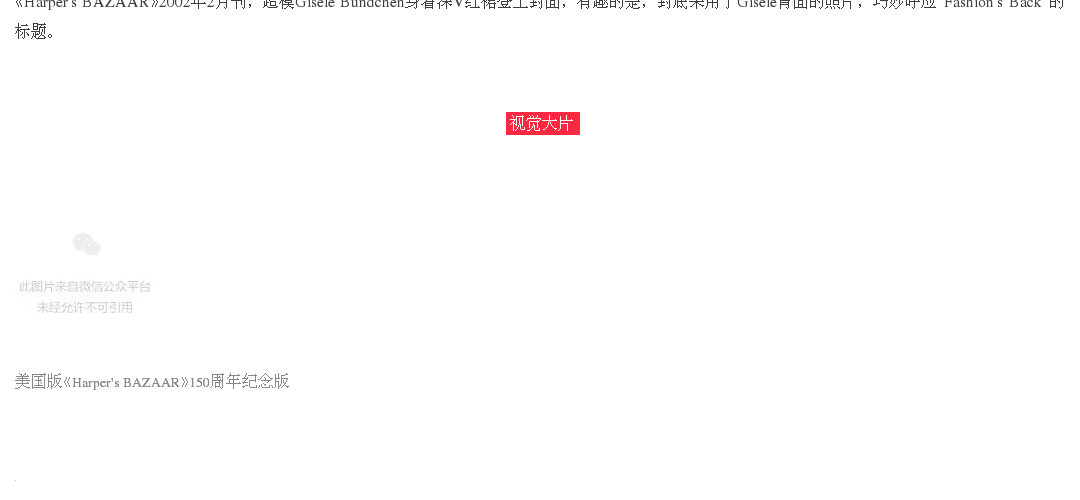 《Harper's BAZAAR》2002年2月刊，超模Gisele Bundchen身着深V红裙登上封面，有趣的是，封底采用了Gisele背面的照片，巧妙呼应“Fashion's Back”的
标题。
视觉大片
此图片来自微信公众平台
未经允许不可引用
美国版《Harper's BAZAAR》150周年纪念版